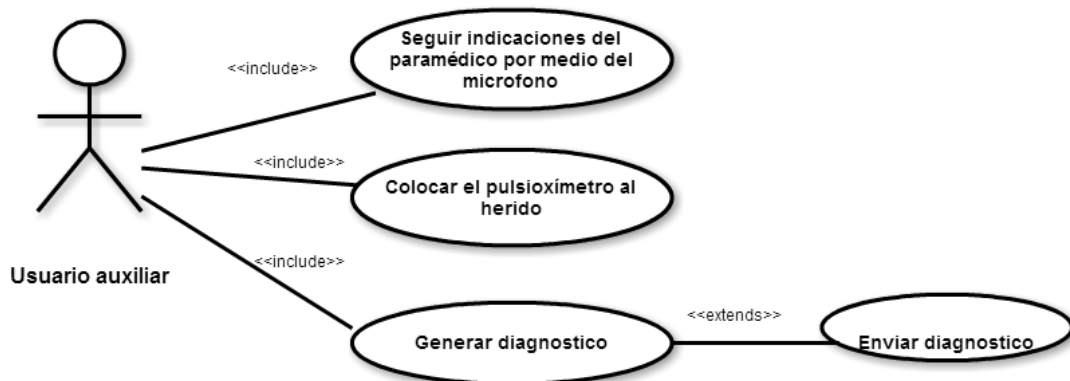 Seguir indicaciones del
paramédico por medio del
microfono
<<include>>
<<include>>
Colocar el pulsioxímetro al
herido
Usuario auxiliar
<<include>>
Generar diagnostico
<<extends>>
Enviar diagnostico